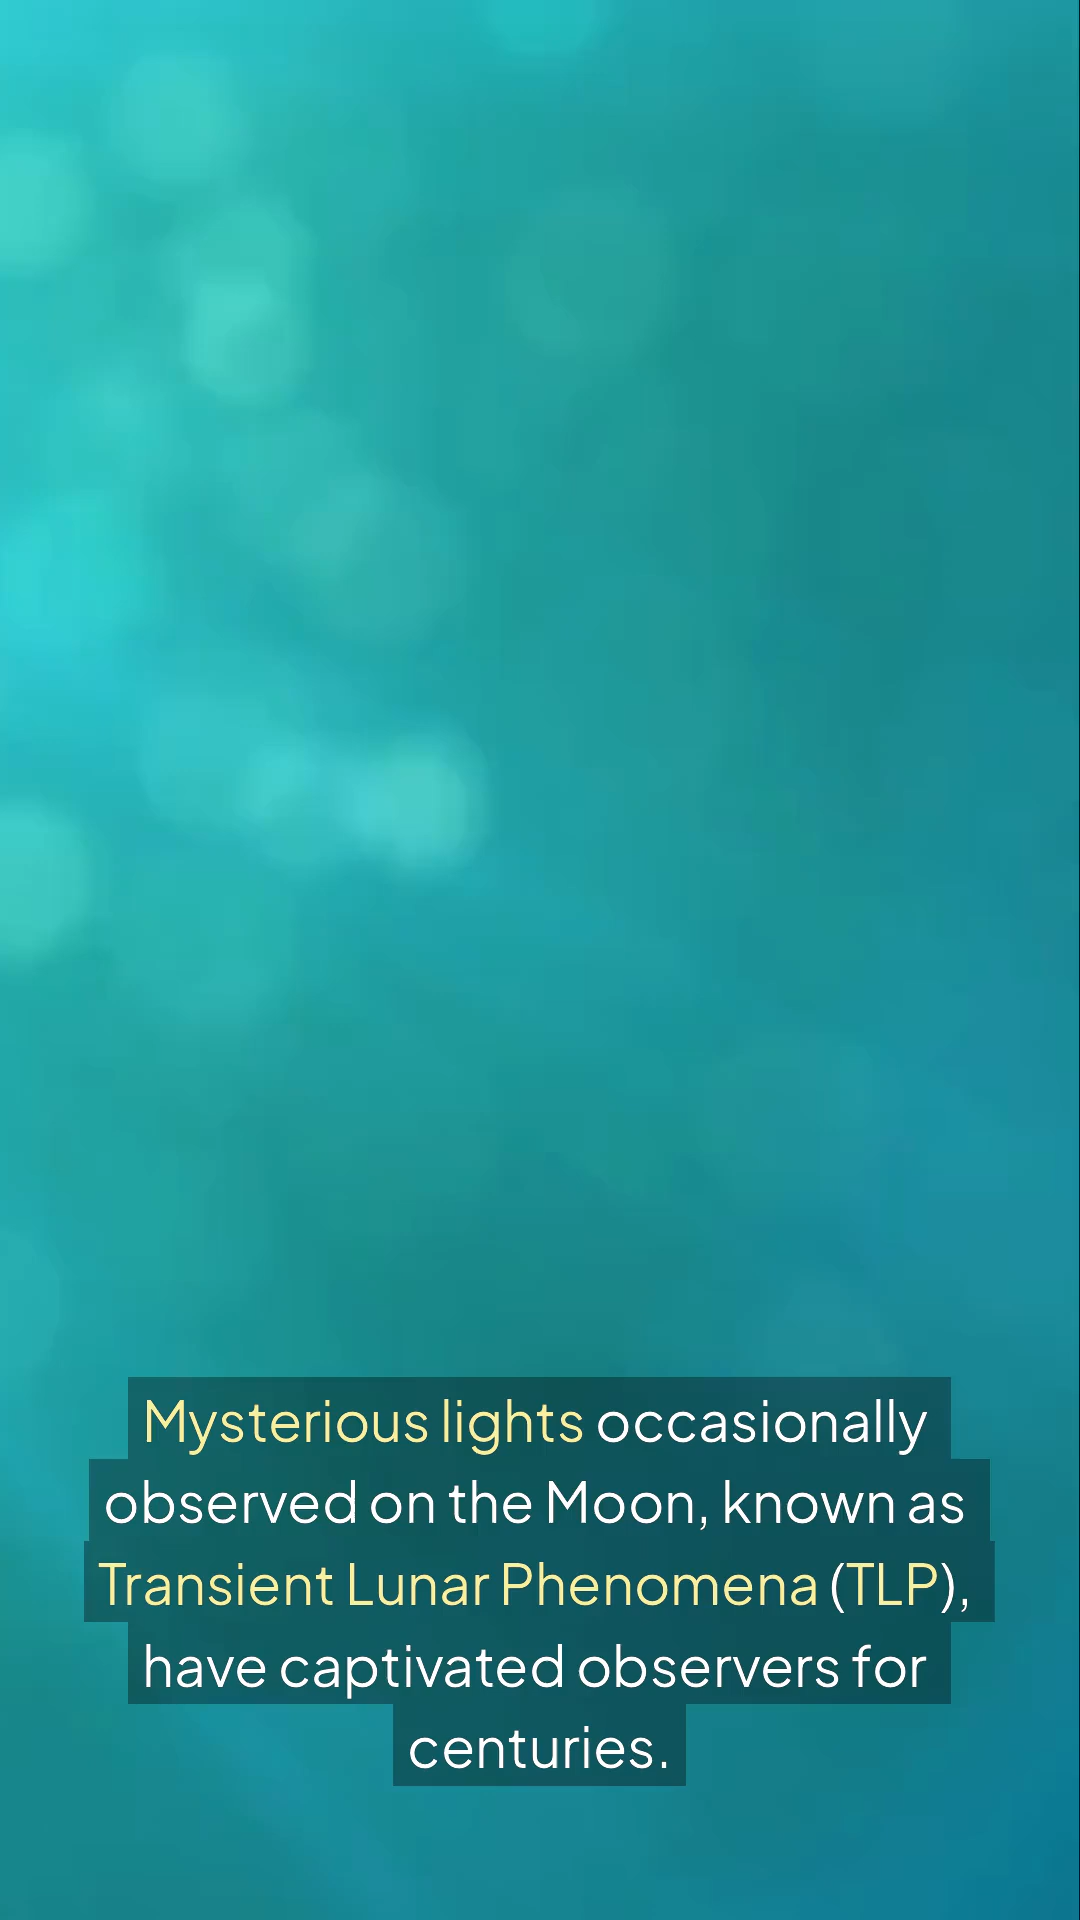 Mysterious lights occasionally
observed on the Moon, known as
Transient Lunar Phenomena (TLP),
have captivated observers for
centuries.